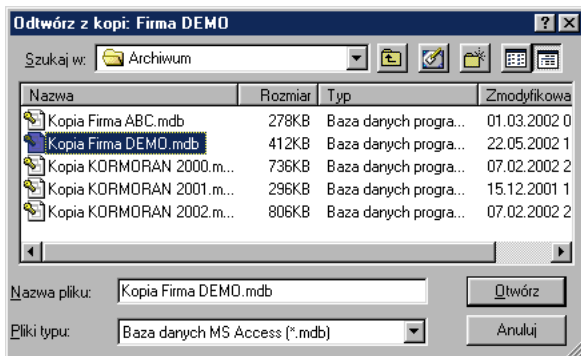 Odtwórz z kopi: Firma DEMO
Szukaj w: Archiwum
Nazwa Rozmiar Typ Zmodyfikowa
Kopia Firma ABC.mdb 278KB Baza danych progra... 01.03.2002 0
Kopia Firma DEMO.mdb 412KB Baza danych progra... 22.05.2002 1
Kopia KORMORAN 2000.m... 736KB Baza danych progra... 07.02.2002 2
Kopia KORMORAN 2001.m... 296KB Baza danych progra... 15.12.2001 1
Kopia KORMORAN 2002.m... 806KB Baza danych progra... 07.02.2002 2
Nazwa pliku: Kopia Firma DEMO.mdb Otwórz
Pliki typu: Baza danych MS Access (*.mdb) Anuluj